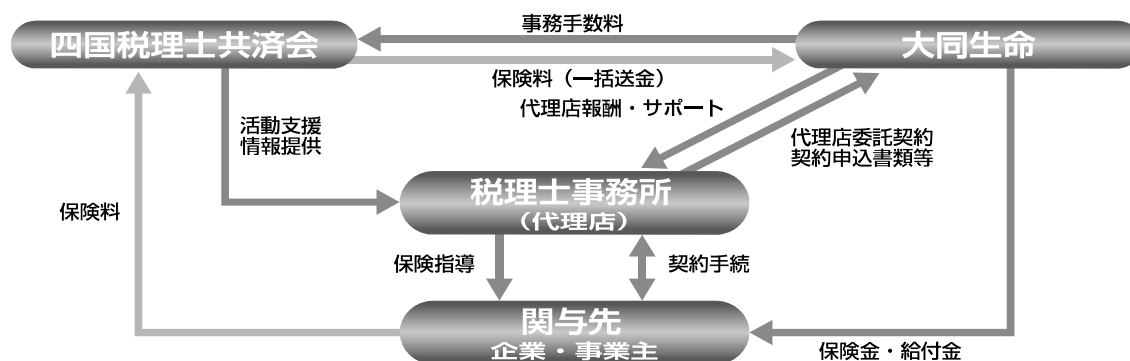 事務手数料
四国税理士共済会
大同生命
保険料（一括送金）
代理店報酬・サポート
活動支援
情報提供
代理店委託契約
契約申込書類等
税理士事務所
（代理店）
保険料
保険指導
契約手続
関与先
企業・事業主
保険金・給付金